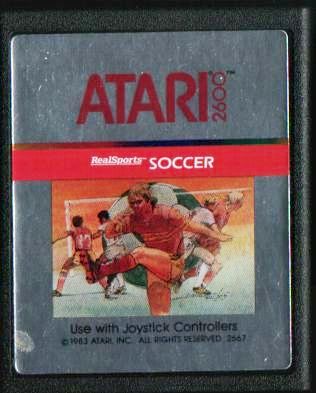 ATARI 2600™
RealSports™ SOCCER
Use with Joystick Controllers
© 1983 ATARI, INC. ALL RIGHTS RESERVED 2667